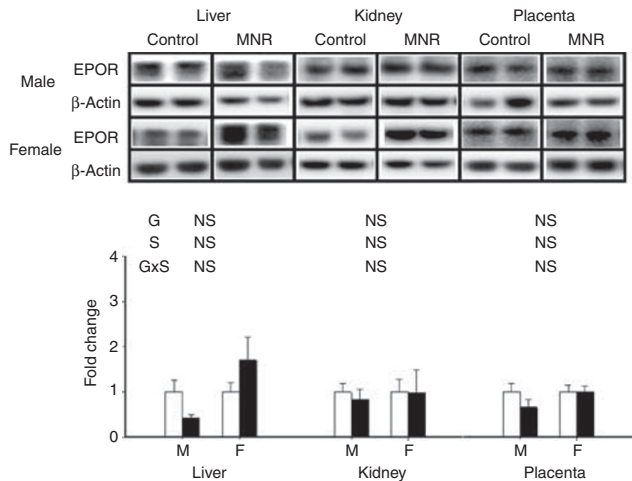 Liver Kidney Placenta
Control MNR Control MNR Control MNR
Male EPOR
β-Actin
Female EPOR
β-Actin
G NS NS NS
S NS NS NS
GxS NS NS NS
4
3
2
1
0
Fold change
M F M F M F
Liver Kidney Placenta